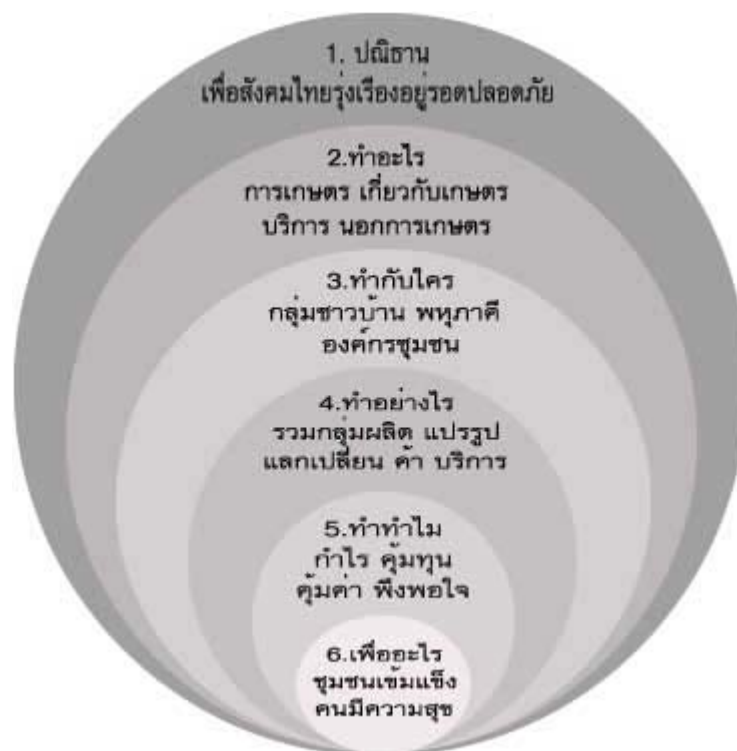 1. ปณิธาน
เพื่อสังคมไทยรุ่งเรืองอยู่รอดปลอดภัย
2.ทำอะไร
การเกษตร เกี่ยวกับเกษตร
บริการ นอกการเกษตร
3.ทำกับใคร
กลุ่มชาวบ้าน พหุภาคี
องค์กรชุมชน
4.ทำอย่างไร
รวมกลุ่มผลิต แปรรูป
แลกเปลี่ยน ค้า บริการ
5.ทำทำไม
กำไร คุ้มทุน
คุ้มค่า พึงพอใจ
6.เพื่ออะไร
ชุมชนเข้มแข็ง
คนมีความสุข